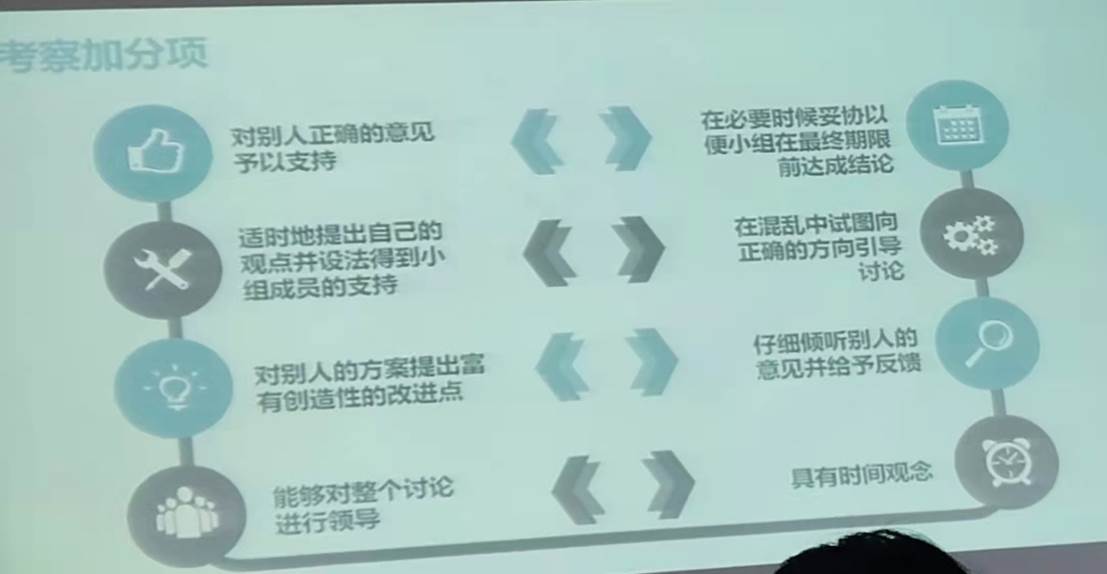 考察加分项
对别人正确的意见
予以支持
在必要时候妥协以
便小组在最终期限
前达成结论
适时地提出自己的
观点并设法得到小
组成员的支持
在混乱中试图向
正确的方向引导
讨论
对别人的方案提出富
有创造性的改进点
仔细倾听别人的
意见并给予反馈
能够对整个讨论
进行领导
具有时间观念